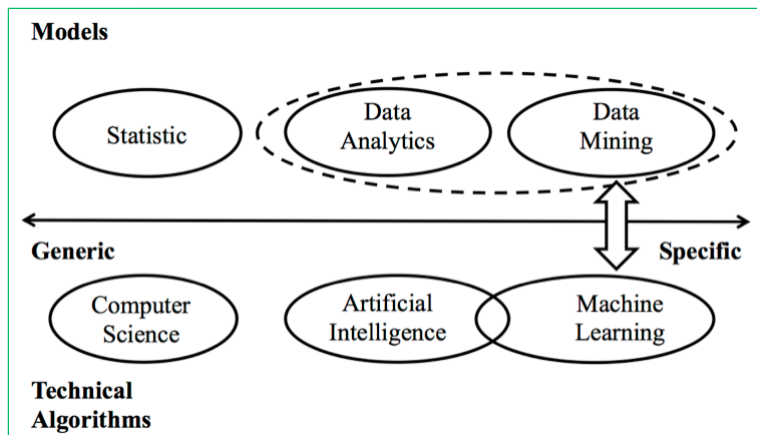 Models
Statistic
Data
Analytics
Data
Mining
Generic
Specific
Computer
Science
Artificial
Intelligence
Machine
Learning
Technical
Algorithms